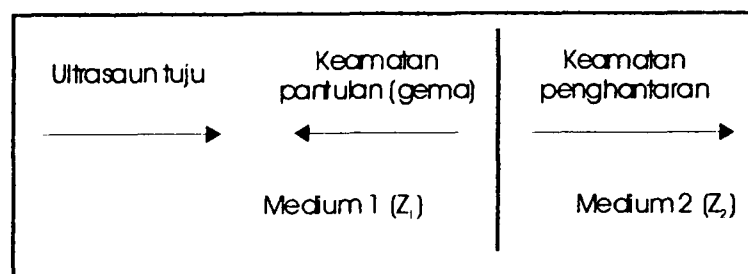 Ultrasaun tuju
Keamatan
pantulan (gema)
Keamatan
penghantaran
Medium 1 (Z₁)
Medium 2 (Z₂)